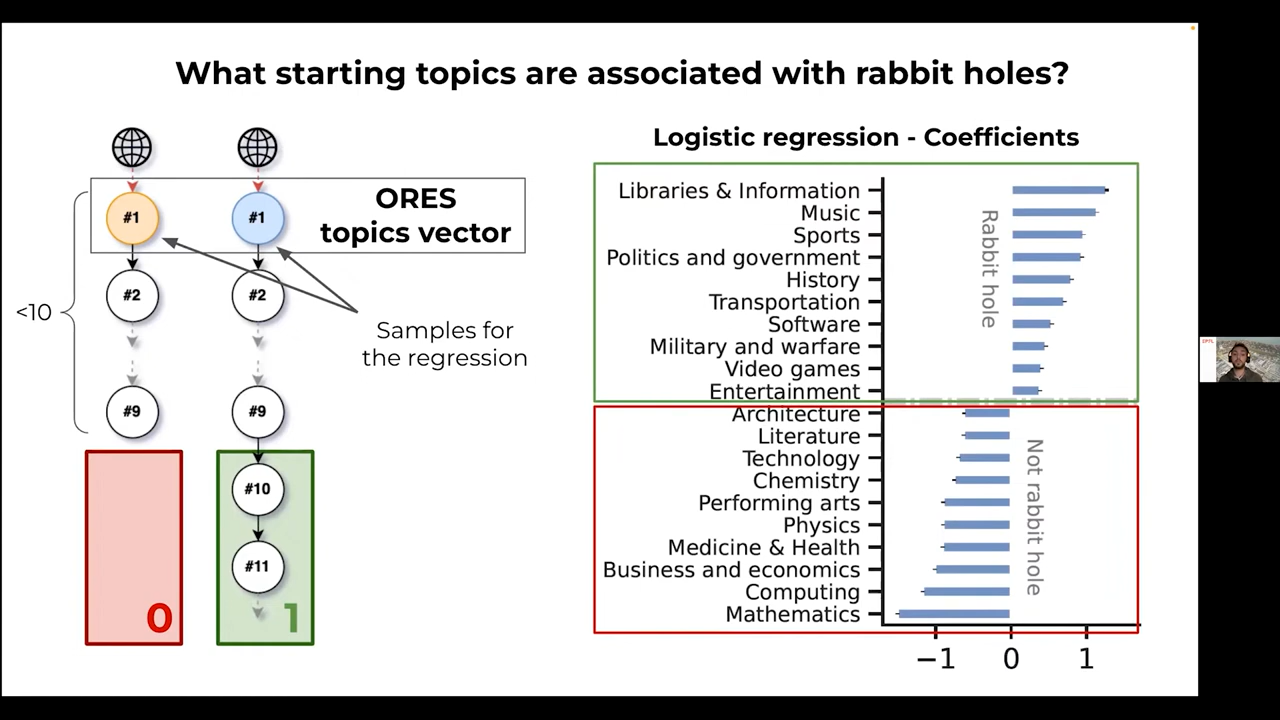 What starting topics are associated with rabbit holes?
#1
#1
ORES
topics vector
#2
#2
<10
Samples for
the regression
#9
#9
#10
#11
0
1
Logistic regression - Coefficients
Libraries & Information
Music
Sports
Politics and government
History
Transportation
Software
Military and warfare
Video games
Entertainment
Rabbit hole
Architecture
Literature
Technology
Chemistry
Performing arts
Physics
Medicine & Health
Business and economics
Computing
Mathematics
Not rabbit hole
−1
0
1
EPFL